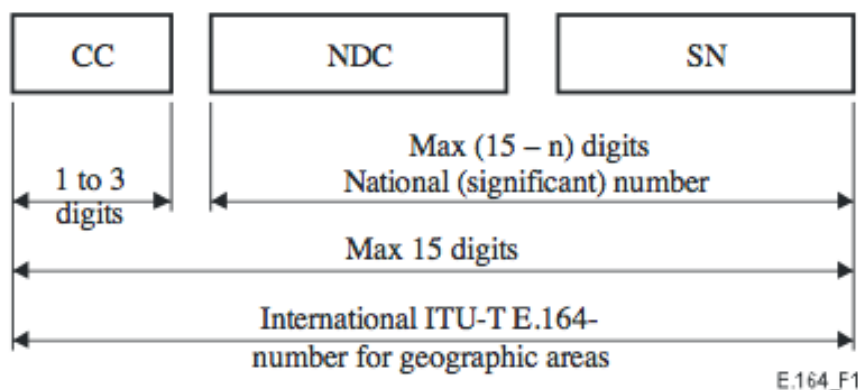 CC
NDC
SN
Max (15 – n) digits
1 to 3
National (significant) number
digits
Max 15 digits
International ITU-T E.164-
number for geographic areas
E.164_F1